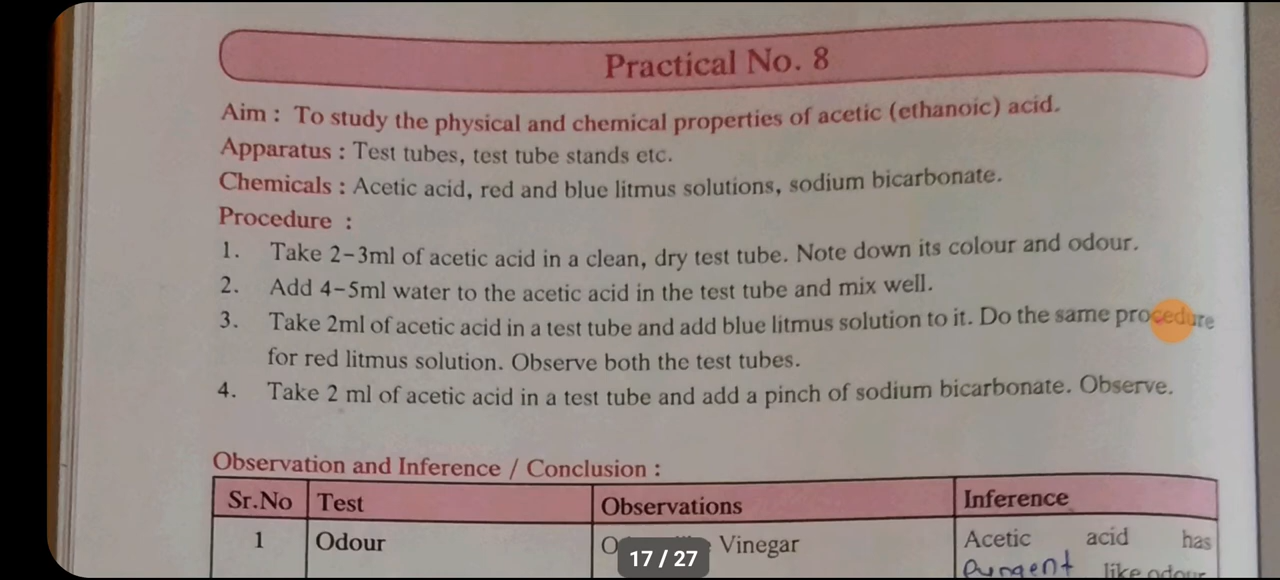 Practical No. 8
Aim : To study the physical and chemical properties of acetic (ethanoic) acid.
Apparatus : Test tubes, test tube stands etc.
Chemicals : Acetic acid, red and blue litmus solutions, sodium bicarbonate.
Procedure :
1. Take 2-3ml of acetic acid in a clean, dry test tube. Note down its colour and odour.
2. Add 4-5ml water to the acetic acid in the test tube and mix well.
3. Take 2ml of acetic acid in a test tube and add blue litmus solution to it. Do the same procedure
for red litmus solution. Observe both the test tubes.
4. Take 2 ml of acetic acid in a test tube and add a pinch of sodium bicarbonate. Observe.
Observation and Inference / Conclusion :
Sr.No Test Observations Inference
1 Odour Vinegar Acetic acid has
17 / 27
like odour